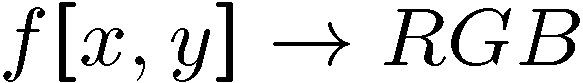 f[x, y] → RGB